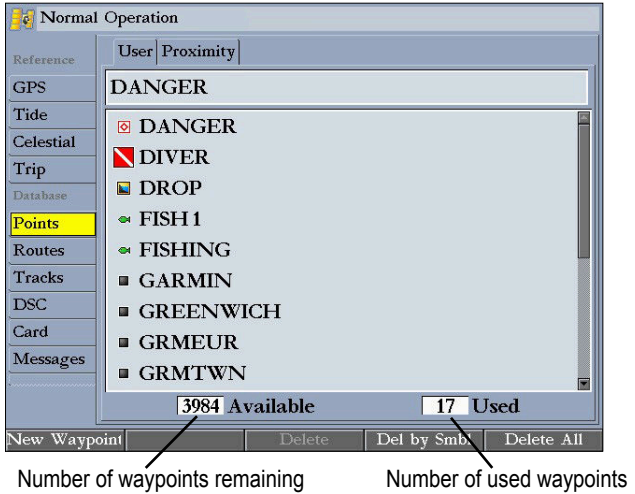 Normal Operation
User Proximity
Reference
GPS
Tide
Celestial
Trip
Database
Points
Routes
Tracks
DSC
Card
Messages
DANGER
DANGER
DIVER
DROP
FISH 1
FISHING
GARMIN
GREENWICH
GRMEUR
GRMTWN
3984 Available 17 Used
New Waypoint Delete Del by Smbl Delete All
Number of waypoints remaining Number of used waypoints